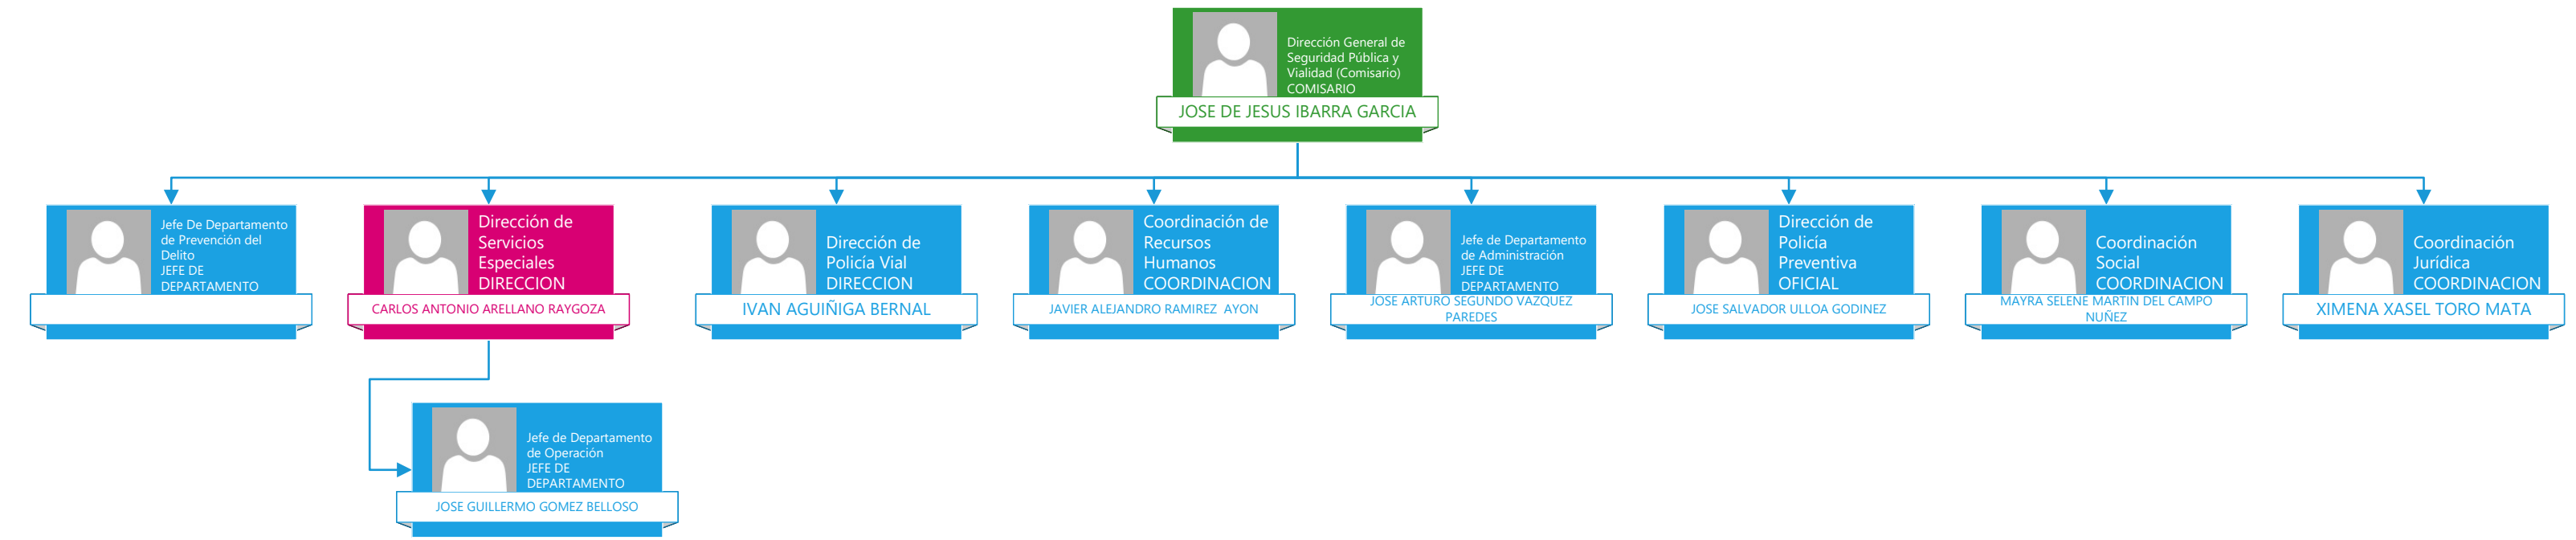 Dirección General de
Seguridad Pública y
Vialidad (Comisario)
COMISARIO
JOSE DE JESUS IBARRA GARCIA
Jefe De Departamento
de Prevención del
Delito
JEFE DE
DEPARTAMENTO
Dirección de
Servicios
Especiales
DIRECCION
CARLOS ANTONIO ARELLANO RAYGOZA
Dirección de
Policía Vial
DIRECCION
IVAN AGUIÑIGA BERNAL
Coordinación de
Recursos
Humanos
COORDINACION
JAVIER ALEJANDRO RAMIREZ  AYON
Jefe de Departamento
de Administración
JEFE DE
DEPARTAMENTO
JOSE ARTURO SEGUNDO VAZQUEZ
PAREDES
Dirección de
Policía
Preventiva
OFICIAL
JOSE SALVADOR ULLOA GODINEZ
Coordinación
Social
COORDINACION
MAYRA SELENE MARTIN DEL CAMPO
NUÑEZ
Coordinación
Jurídica
COORDINACION
XIMENA XASEL TORO MATA
Jefe de Departamento
de Operación
JEFE DE
DEPARTAMENTO
JOSE GUILLERMO GOMEZ BELLOSO